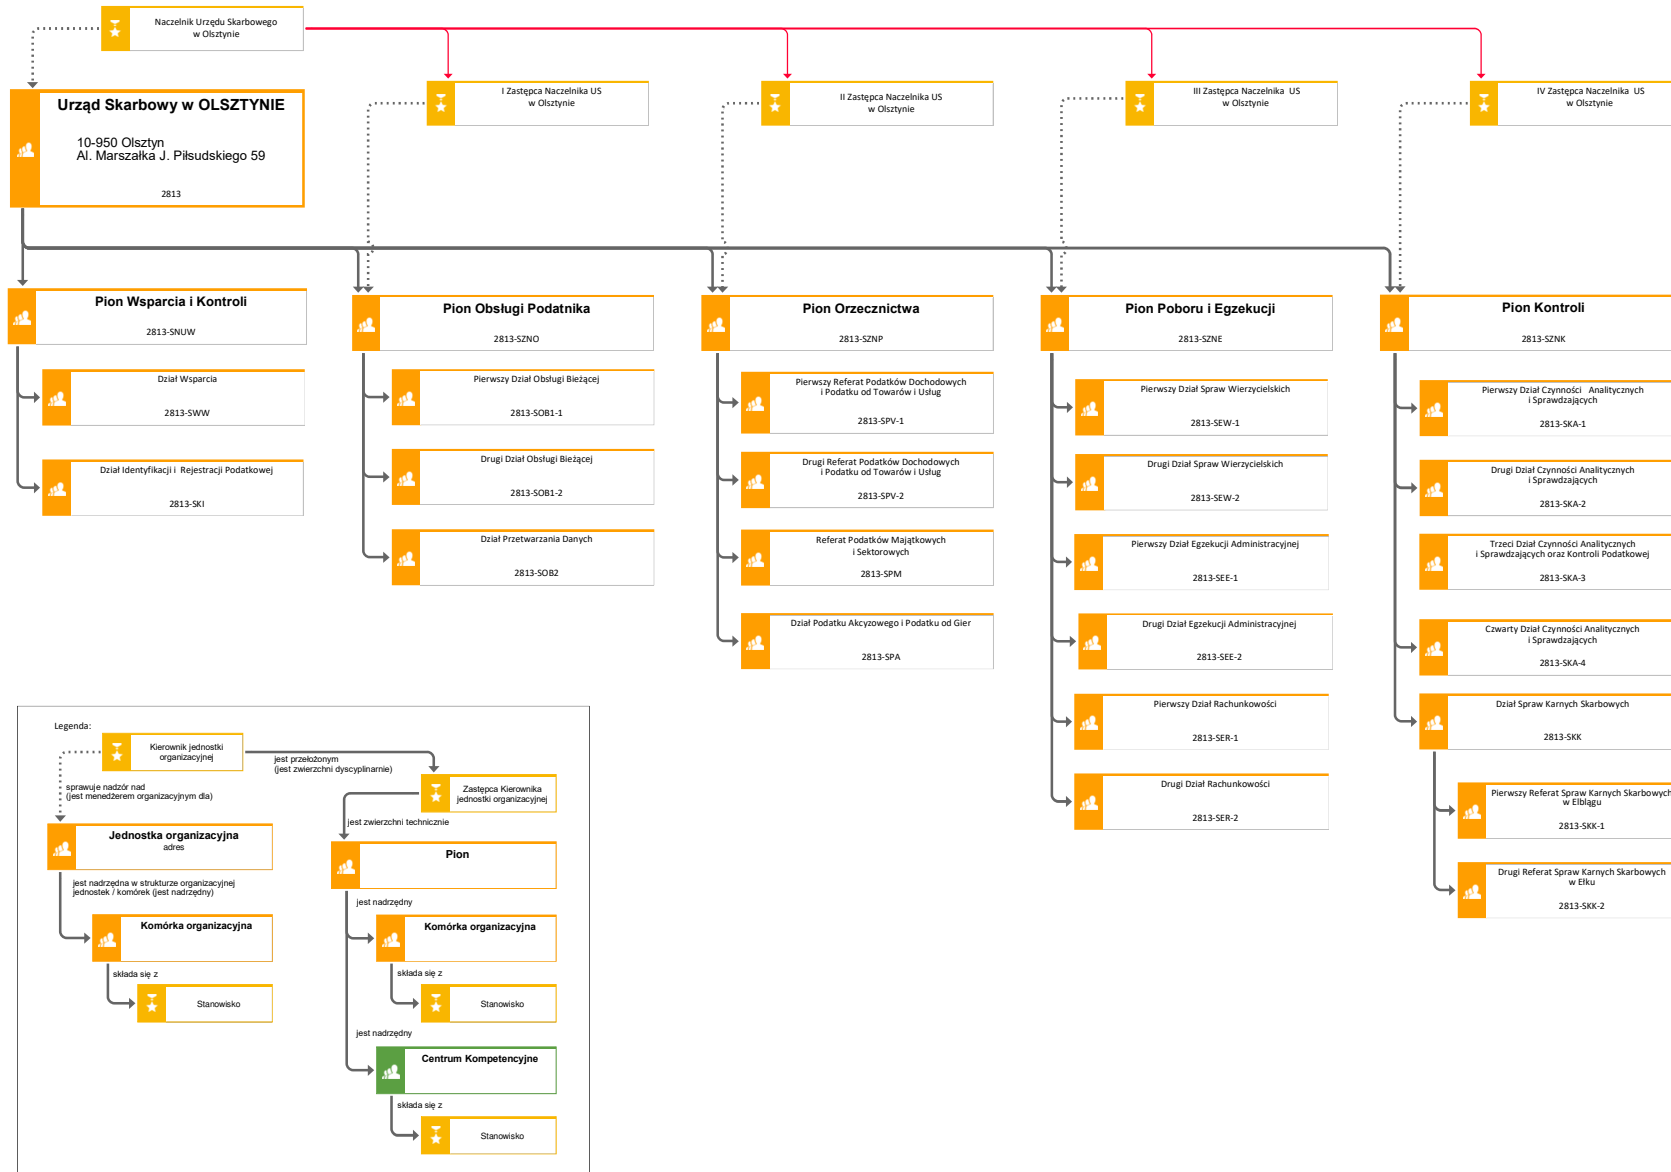 Naczelnik Urzędu Skarbowego
w Olsztynie
I Zastępca Naczelnika US
w Olsztynie
II Zastępca Naczelnika US
w Olsztynie
III Zastępca Naczelnika US
w Olsztynie
IV Zastępca Naczelnika US
w Olsztynie
Urząd Skarbowy w OLSZTYNIE
10-950 Olsztyn
Al. Marszałka J. Piłsudskiego 59
2813
Pion Wsparcia i Kontroli
2813-SNUW
Dział Wsparcia
2813-SWW
Dział Identyfikacji i Rejestracji Podatkowej
2813-SKI
Pion Obsługi Podatnika
2813-SZNO
Pierwszy Dział Obsługi Bieżącej
2813-SOB1-1
Drugi Dział Obsługi Bieżącej
2813-SOB1-2
Dział Przetwarzania Danych
2813-SOB2
Pion Orzecznictwa
2813-SZNP
Pierwszy Referat Podatków Dochodowych
i Podatku od Towarów i Usług
2813-SPV-1
Drugi Referat Podatków Dochodowych
i Podatku od Towarów i Usług
2813-SPV-2
Referat Podatków Majątkowych
i Sektorowych
2813-SPM
Dział Podatku Akcyzowego i Podatku od Gier
2813-SPA
Pion Poboru i Egzekucji
2813-SZNE
Pierwszy Dział Spraw Wierzycielskich
2813-SEW-1
Drugi Dział Spraw Wierzycielskich
2813-SEW-2
Pierwszy Dział Egzekucji Administracyjnej
2813-SEE-1
Drugi Dział Egzekucji Administracyjnej
2813-SEE-2
Pierwszy Dział Rachunkowości
2813-SER-1
Drugi Dział Rachunkowości
2813-SER-2
Pion Kontroli
2813-SZNK
Pierwszy Dział Czynności Analitycznych
i Sprawdzających
2813-SKA-1
Drugi Dział Czynności Analitycznych
i Sprawdzających
2813-SKA-2
Trzeci Dział Czynności Analitycznych
i Sprawdzających oraz Kontroli Podatkowej
2813-SKA-3
Czwarty Dział Czynności Analitycznych
i Sprawdzających
2813-SKA-4
Dział Spraw Karnych Skarbowych
2813-SKK
Pierwszy Referat Spraw Karnych Skarbowych
w Elblągu
2813-SKK-1
Drugi Referat Spraw Karnych Skarbowych
w Ełku
2813-SKK-2
Legenda:
Kierownik jednostki
organizacyjnej
jest przełożonym
(jest zwierzchni dyscyplinarnie)
sprawuje nadzór nad
(jest menedżerem organizacyjnym dla)
Zastępca Kierownika
jednostki organizacyjnej
jest zwierzchni technicznie
Jednostka organizacyjna
adres
jest nadrzędna w strukturze organizacyjnej
jednostek / komórek (jest nadrzędny)
Komórka organizacyjna
składa się z
Stanowisko
Pion
jest nadrzędny
Komórka organizacyjna
składa się z
Stanowisko
jest nadrzędny
Centrum Kompetencyjne
składa się z
Stanowisko